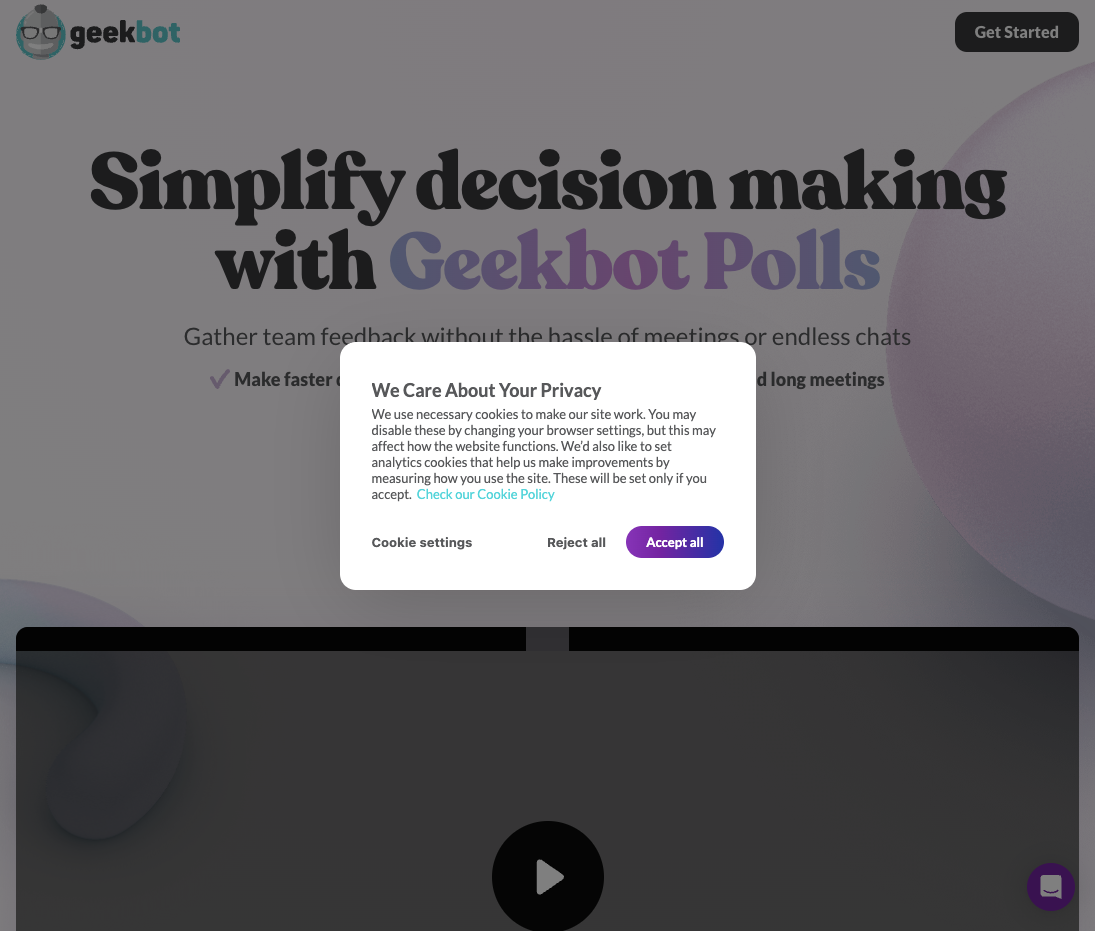 geekbot
Get Started
Simplify decision making
with Geekbot Polls
Gather team feedback without the hassle of meetings or endless chats
Make faster
d long meetings
We Care About Your Privacy
We use necessary cookies to make our site work. You may
disable these by changing your browser settings, but this may
affect how the website functions. We'd also like to set
analytics cookies that help us make improvements by
measuring how you use the site. These will be set only if you
accept. Check our Cookie Policy
Cookie settings
Reject all
Accept all